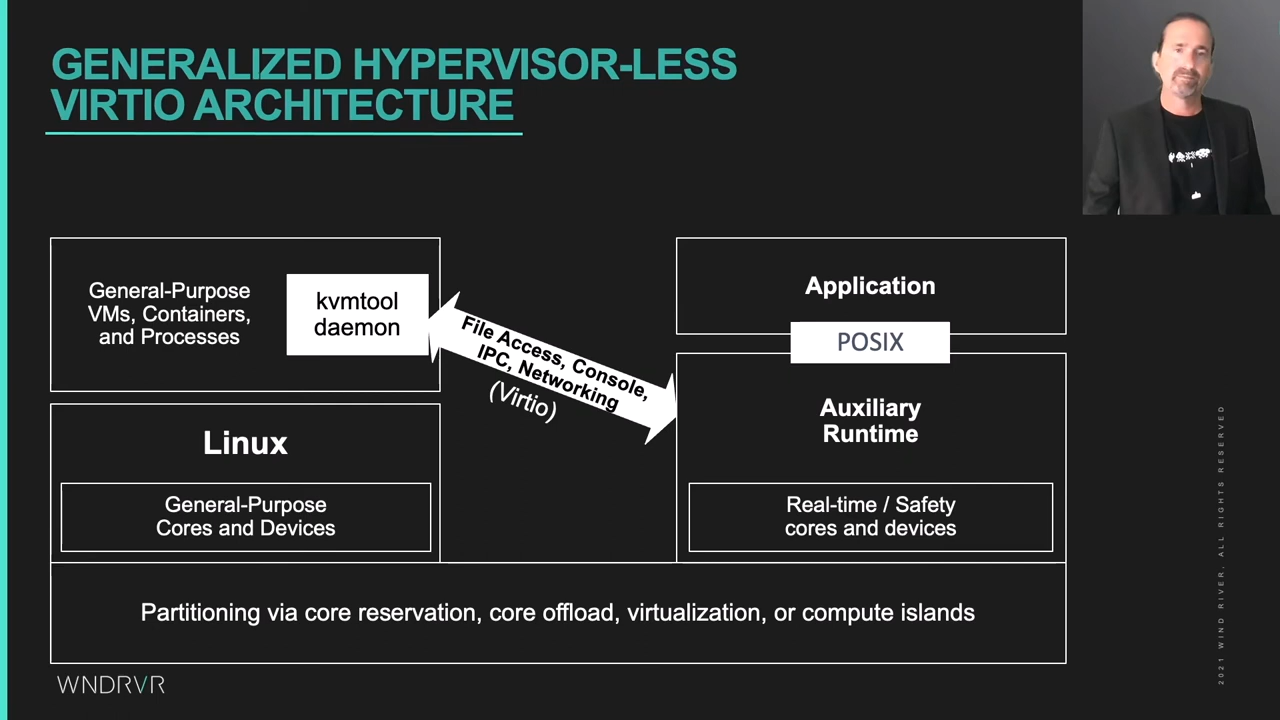 GENERALIZED HYPERVISOR-LESS
VIRTIO ARCHITECTURE
General-Purpose
VMs, Containers,
and Processes
kvmtool
daemon
File Access, Console,
IPC, Networking
(Virtio)
Application
POSIX
Auxiliary
Runtime
Linux
General-Purpose
Cores and Devices
Real-time / Safety
cores and devices
Partitioning via core reservation, core offload, virtualization, or compute islands
WNDRVR
2021 WIND RIVER, ALL RIGHTS RESERVED